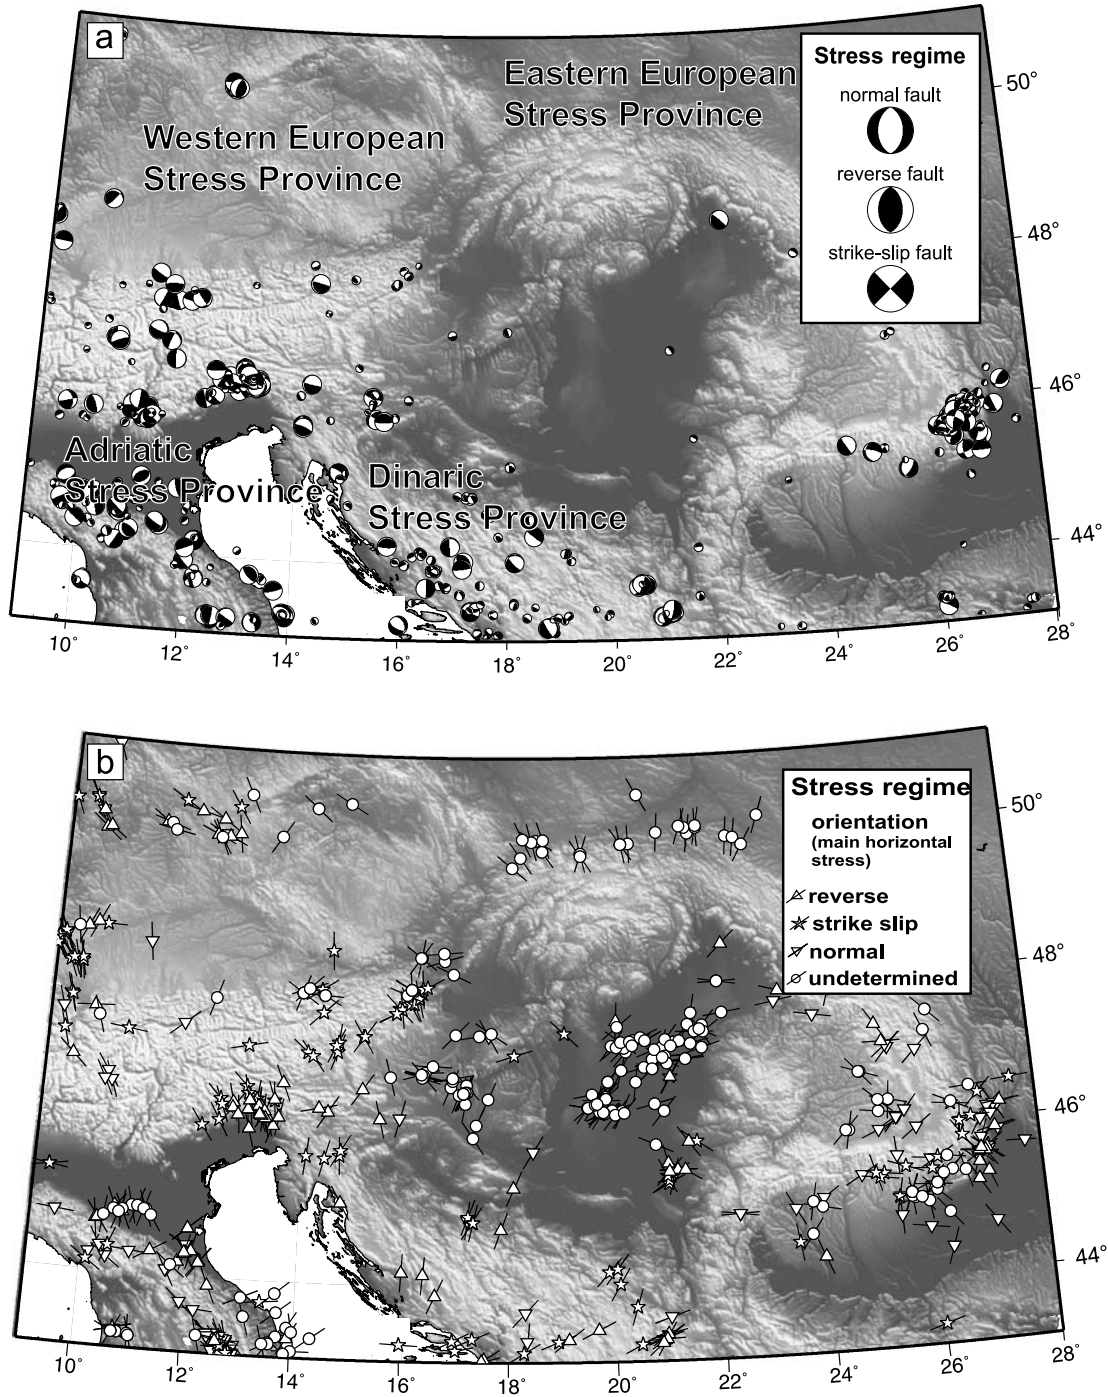 a
Eastern European
Stress Province
Western European
Stress Province
Adriatic
Stress Province
Dinaric
Stress Province
Stress regime
normal fault
reverse fault
strike-slip fault
50°
48°
46°
44°
10°
12°
14°
16°
18°
20°
22°
24°
26°
28°
b
Stress regime
orientation
(main horizontal
stress)
reverse
strike slip
normal
undetermined
50°
48°
46°
44°
10°
12°
14°
16°
18°
20°
22°
24°
26°
28°